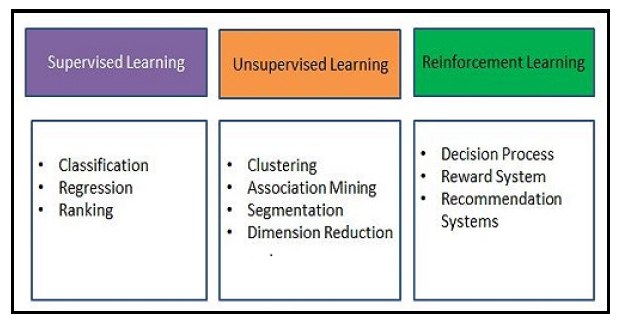 Supervised Learning
Unsupervised Learning
Reinforcement Learning
• Classification
• Regression
• Ranking
• Clustering
• Association Mining
• Segmentation
• Dimension Reduction
.
• Decision Process
• Reward System
• Recommendation
Systems